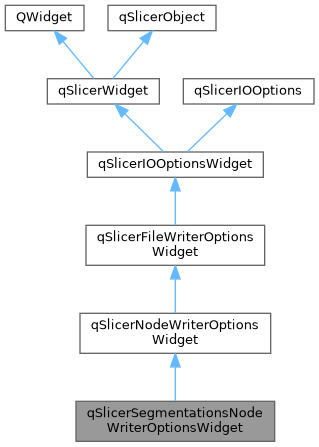 QWidget
qSlicerObject
qSlicerWidget
qSlicerIOOptions
qSlicerIOOptionsWidget
qSlicerFileWriterOptions
Widget
qSlicerNodeWriterOptions
Widget
qSlicerSegmentationsNode
WriterOptionsWidget